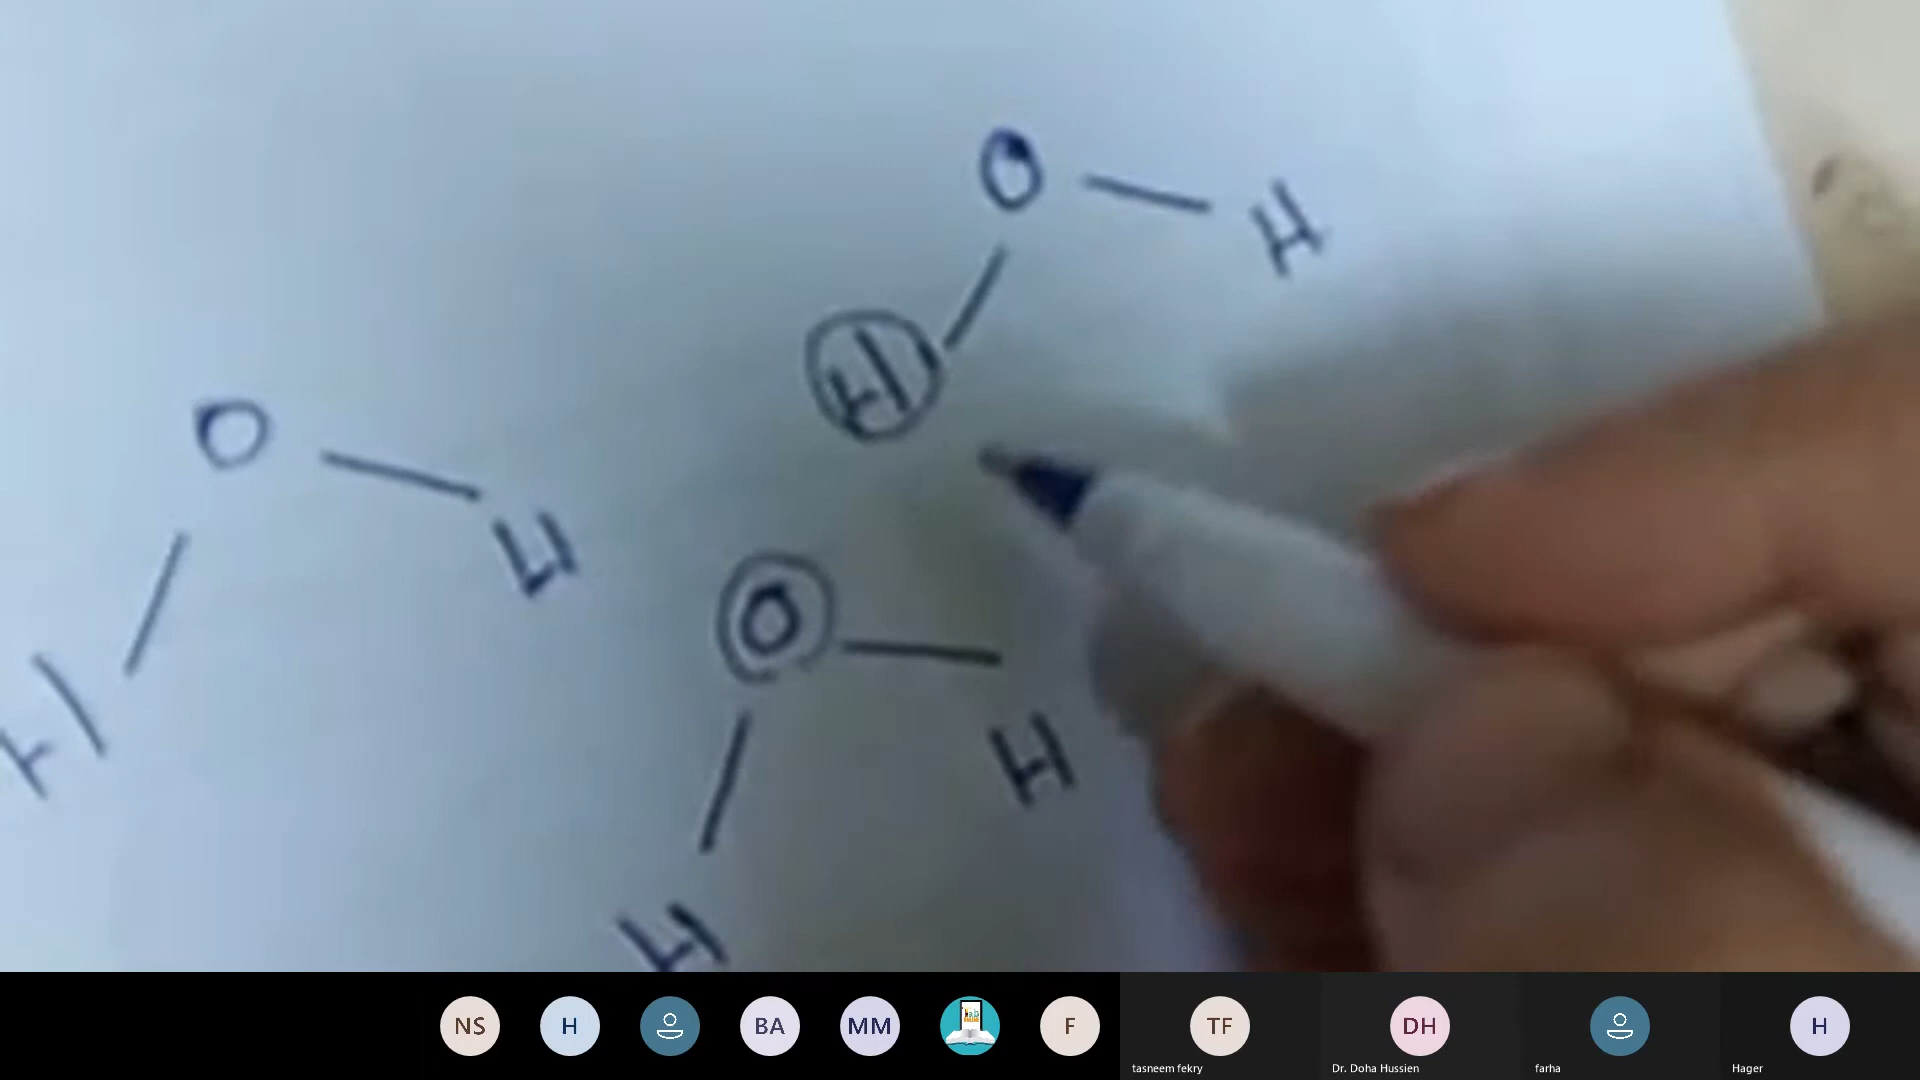 O H
H
O H
H
O H
H
NS H BA MM F TF DH H
tasneem fekry Dr. Doha Hussien farha Hager